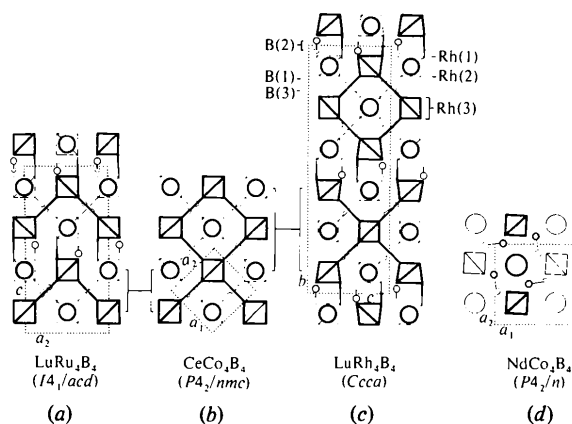 B(2)
B(1)
B(3)
Rh(1)
Rh(2)
Rh(3)
c
a₂
LuRu₄B₄
(I4₁/acd)
(a)
a₂
a₁
CeCo₄B₄
(P4₂/nmc)
(b)
b
c
LuRh₄B₄
(Ccca)
(c)
a₂
a₁
NdCo₄B₄
(P4₂/n)
(d)